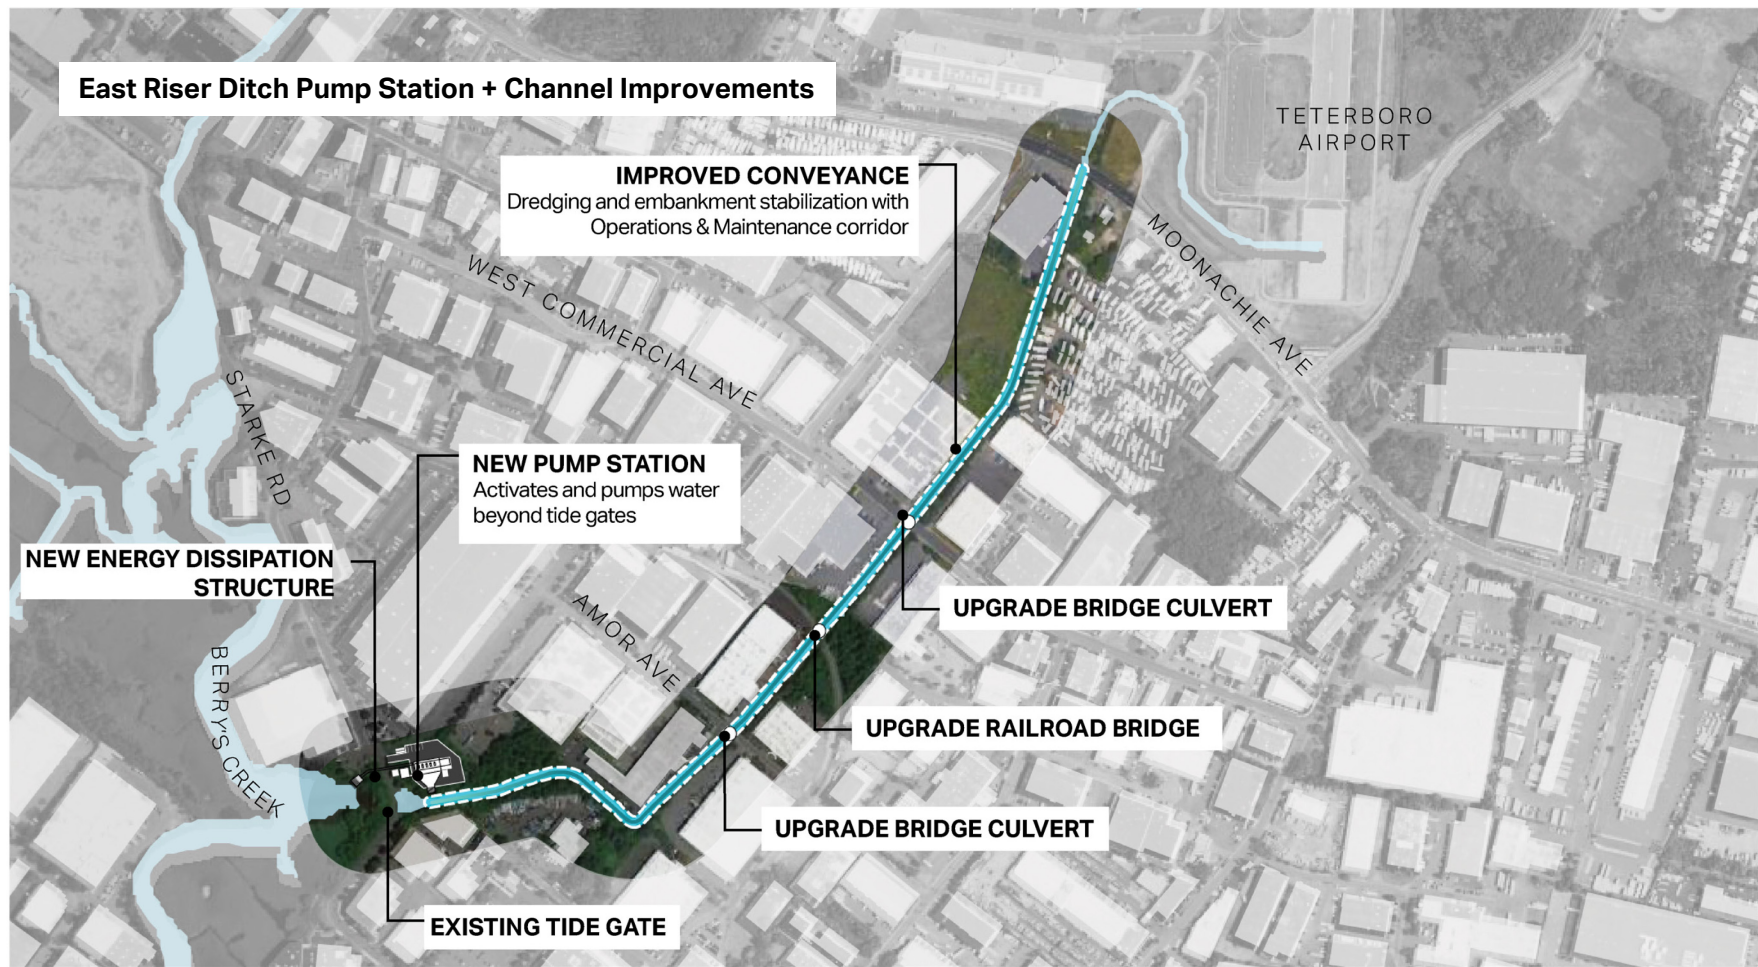 East Riser Ditch Pump Station + Channel Improvements
TETERBORO
AIRPORT
IMPROVED CONVEYANCE
Dredging and embankment stabilization with
Operations & Maintenance corridor
MOONACHIE AVE
WEST COMMERCIAL AVE
STARKE RD
NEW PUMP STATION
Activates and pumps water
beyond tide gates
NEW ENERGY DISSIPATION
STRUCTURE
UPGRADE BRIDGE CULVERT
AMOR AVE
BERRY'S CREEK
UPGRADE RAILROAD BRIDGE
UPGRADE BRIDGE CULVERT
EXISTING TIDE GATE